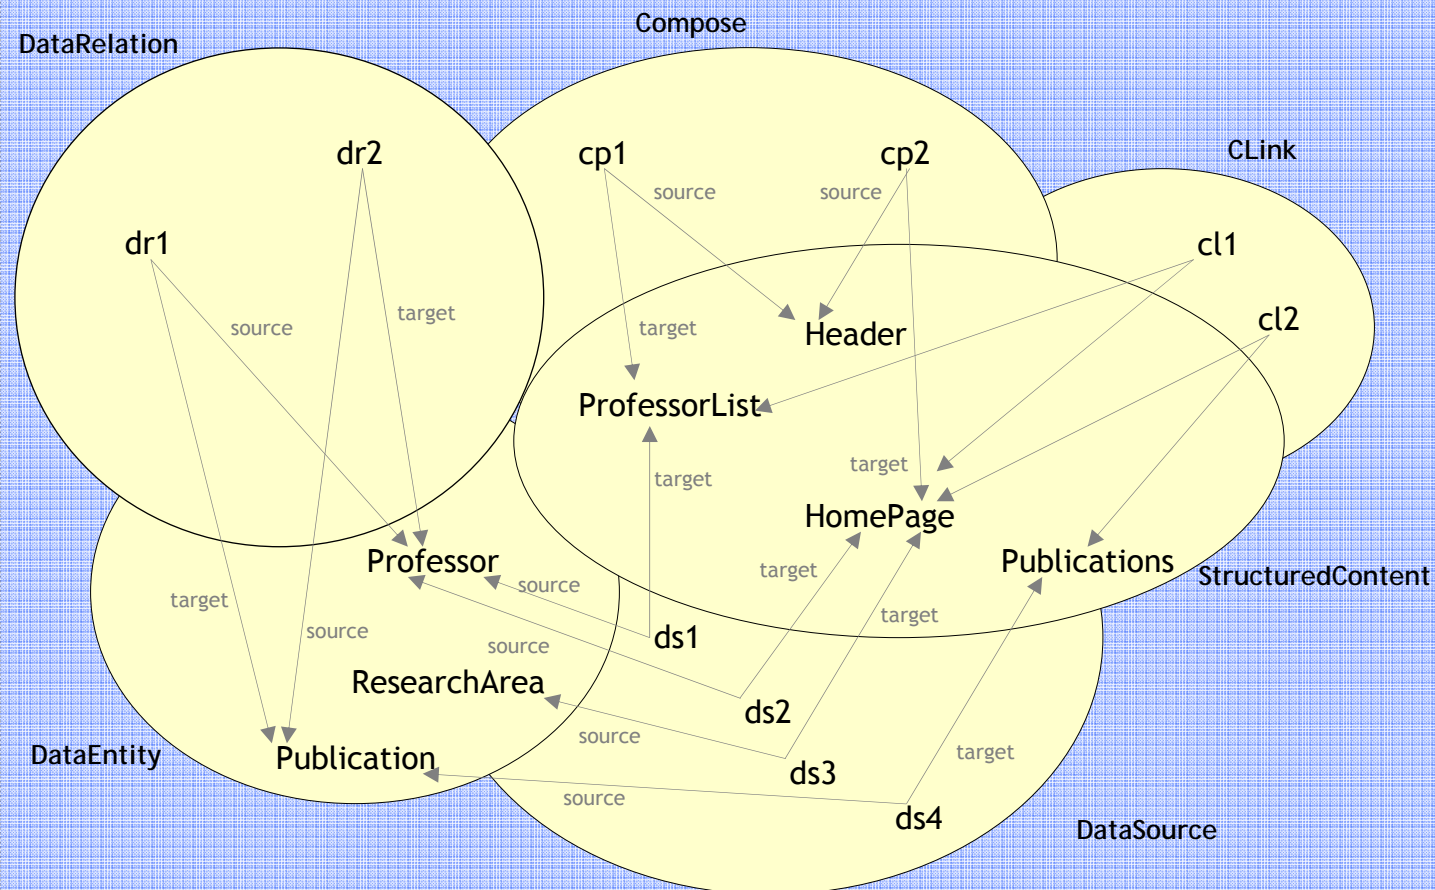 Compose
DataRelation
dr2
cp1
cp2
CLink
source
source
dr1
cl1
target
source
target
cl2
Header
ProfessorList
target
target
HomePage
Professor
Publications
target
source
StructuredContent
target
target
source
ds1
source
ResearchArea
ds2
source
target
DataEntity
Publication
ds3
source
ds4
DataSource